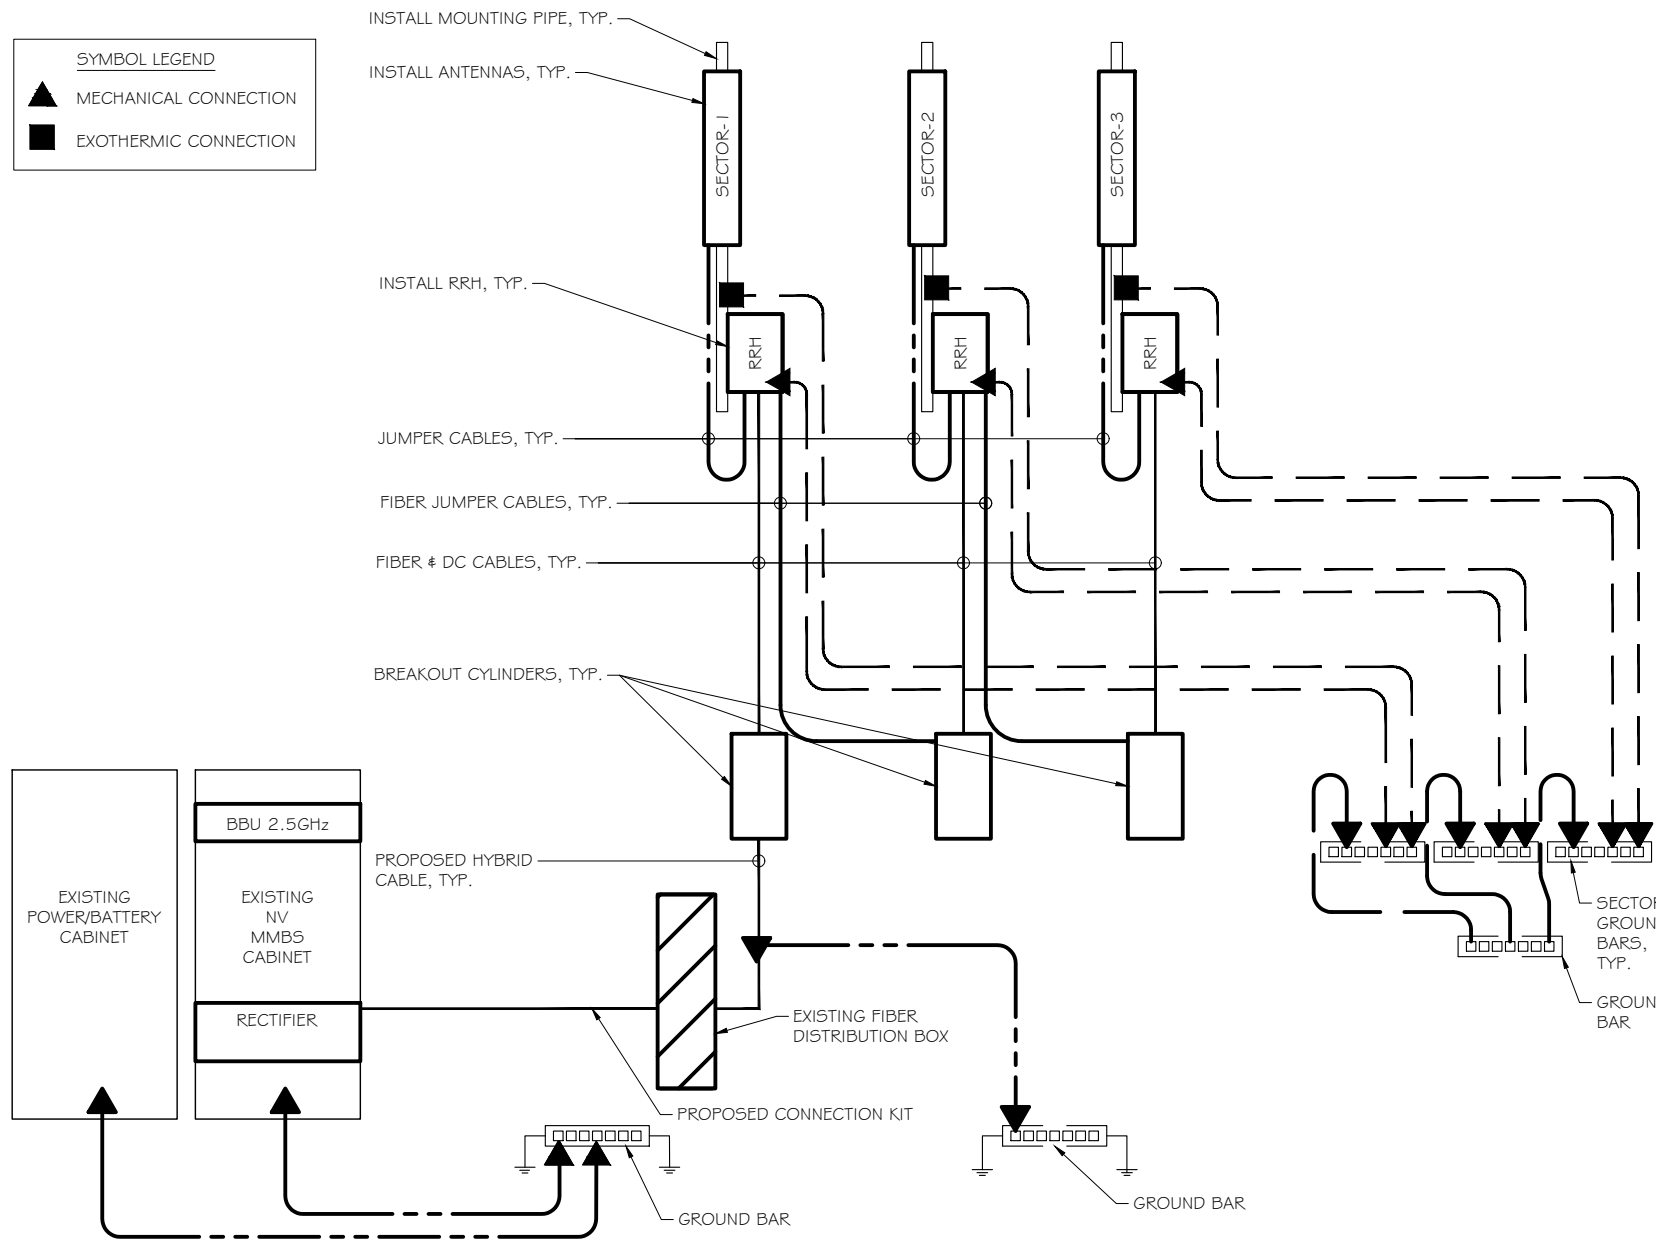 INSTALL MOUNTING PIPE, TYP.
SYMBOL LEGEND
MECHANICAL CONNECTION
EXOTHERMIC CONNECTION
INSTALL ANTENNAS, TYP.
SECTOR-1
SECTOR-2
SECTOR-3
INSTALL RRH, TYP.
RRH
RRH
RRH
JUMPER CABLES, TYP.
FIBER JUMPER CABLES, TYP.
FIBER & DC CABLES, TYP.
BREAKOUT CYLINDERS, TYP.
BBU 2.5GHz
PROPOSED HYBRID
CABLE, TYP.
EXISTING
POWER/BATTERY
CABINET
EXISTING
NV
MMBS
CABINET
RECTIFIER
BARS,
TYP.
BAR
EXISTING FIBER
DISTRIBUTION BOX
PROPOSED CONNECTION KIT
GROUND BAR
GROUND BAR